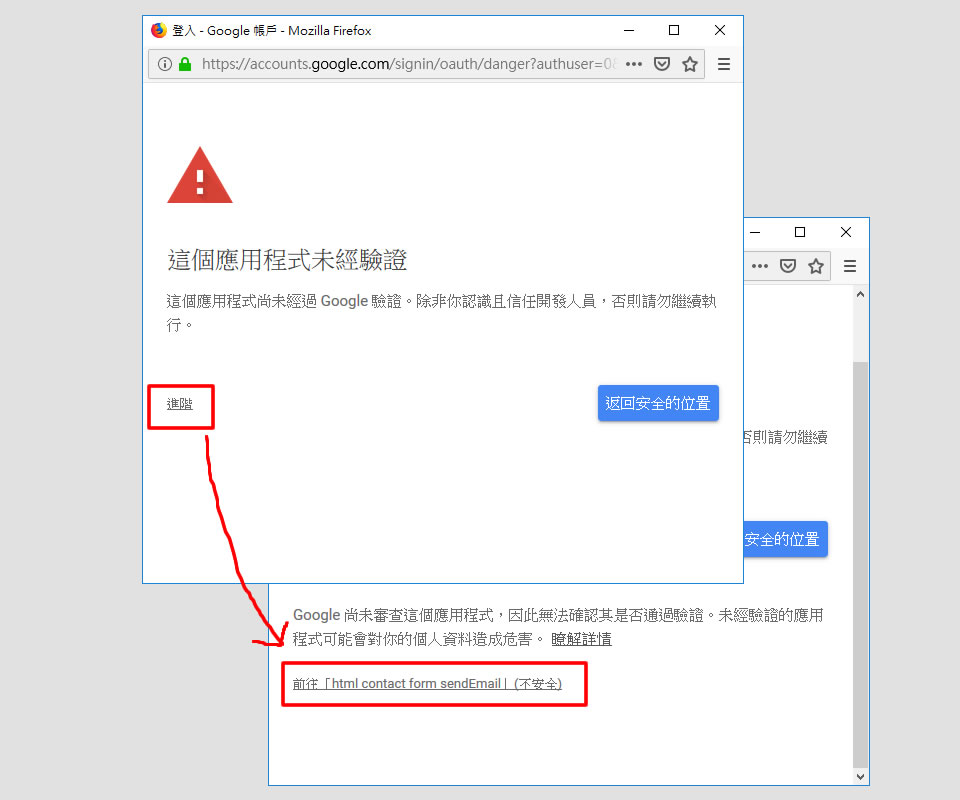 登入 - Google 帳戶 - Mozilla Firefox
https://accounts.google.com/signin/oauth/danger?authuser=0
這個應用程式未經驗證
這個應用程式尚未經過 Google 驗證。除非你認識且信任開發人員，否則請勿繼續執
行。
進階
返回安全的位置
否則請勿繼續
安全的位置
Google 尚未審查這個應用程式，因此無法確認其是否通過驗證。未經驗證的應用
程式可能會對你的個人資料造成危害。 瞭解詳情
前往「html contact form sendEmail」(不安全)